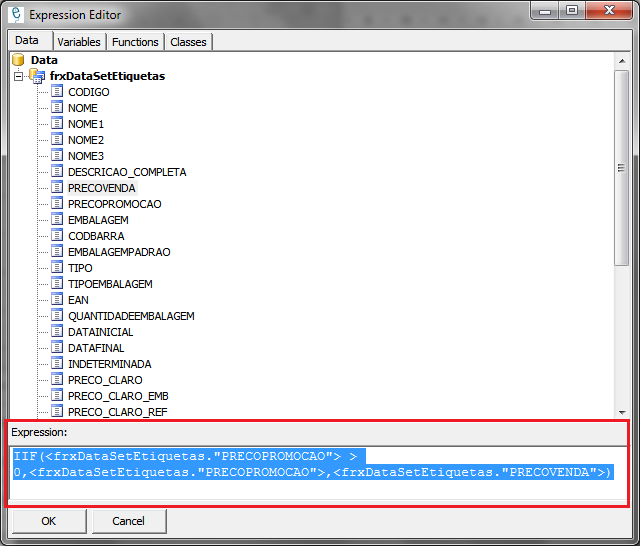 Expression Editor
Data Variables Functions Classes
Data
frxDataSetEtiquetas
CODIGO
NOME
NOME1
NOME2
NOME3
DESCRICAO_COMPLETA
PRECOVENDA
PRECOPROMOCAO
EMBALAGEM
CODBARRA
EMBALAGEMPADRAO
TIPO
TIPOEMBALAGEM
EAN
QUANTIDADEEMBALAGEM
DATAINICIAL
DATAFINAL
INDETERMINADA
PRECO_CLARO
PRECO_CLARO_EMB
PRECO_CLARO_REF
Expression:
IIF(<frxDataSetEtiquetas."PRECOPROMOCAO"> >
0,<frxDataSetEtiquetas."PRECOPROMOCAO">,<frxDataSetEtiquetas."PRECOVENDA">)
OK Cancel